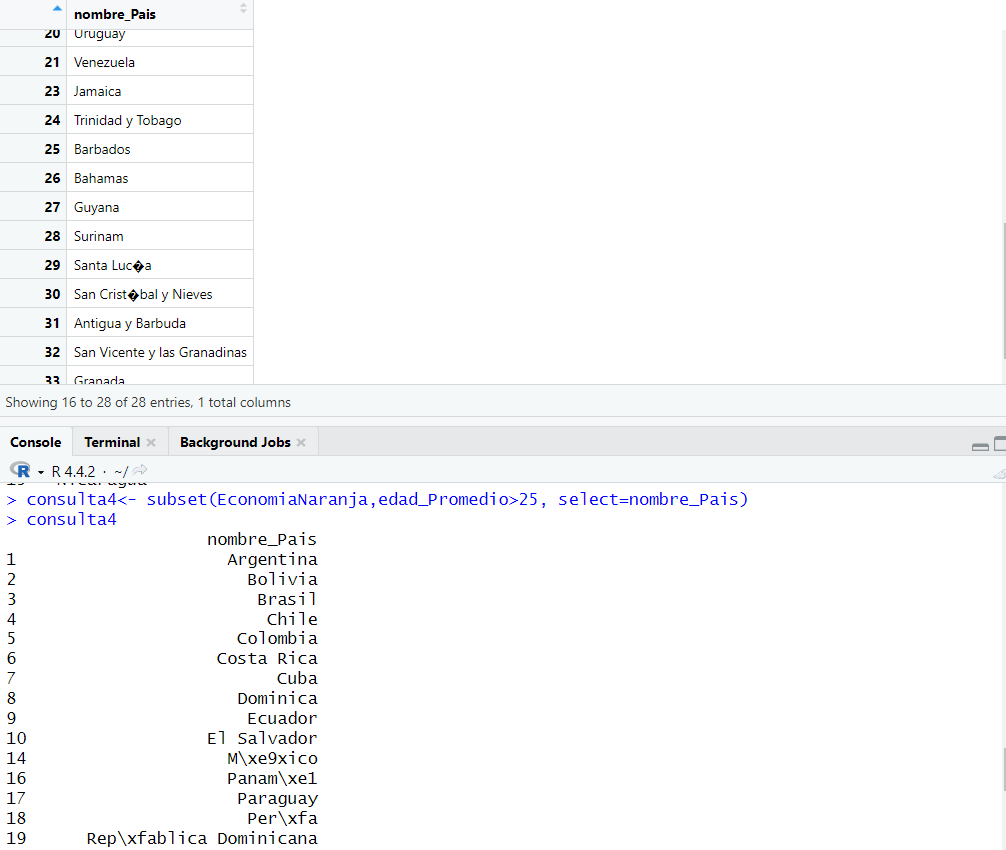 nombre_Pais
20 Uruguay
21 Venezuela
23 Jamaica
24 Trinidad y Tobago
25 Barbados
26 Bahamas
27 Guyana
28 Surinam
29 Santa Luc�a
30 San Crist�bal y Nieves
31 Antigua y Barbuda
32 San Vicente y las Granadinas
33 Granada
Showing 16 to 28 of 28 entries, 1 total columns
Console Terminal × Background Jobs ×
R R 4.4.2 · ~/
> consulta4<- subset(EconomiaNaranja,edad_Promedio>25, select=nombre_Pais)
> consulta4
nombre_Pais
1 Argentina
2 Bolivia
3 Brasil
4 Chile
5 Colombia
6 Costa Rica
7 Cuba
8 Dominica
9 Ecuador
10 El Salvador
14 M\xe9xico
16 Panam\xe1
17 Paraguay
18 Per\xfa
19 Rep\xfablica Dominicana